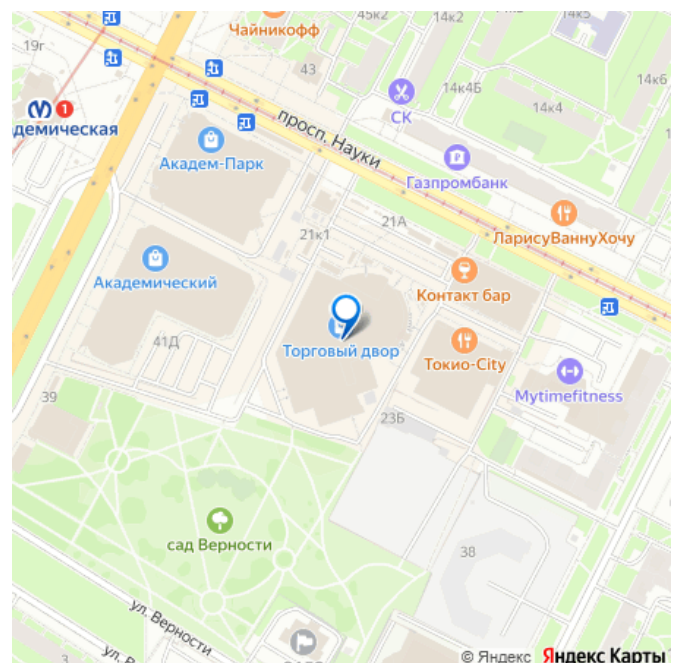 45к2
14к2
14к5
Чайникофф
19г
43
14к4Б
14к6
14к4
СК
1
адемическая
просп. Науки
Академ-Парк
Газпромбанк
21А
21к1
ЛарисуВаннуХочу
Академический
Контакт бар
41Д
Торговый двор
Токио-City
39
Mytimefitness
23Б
сад Верности
38
ул. Верности
3
© Яндекс Яндекс Карты